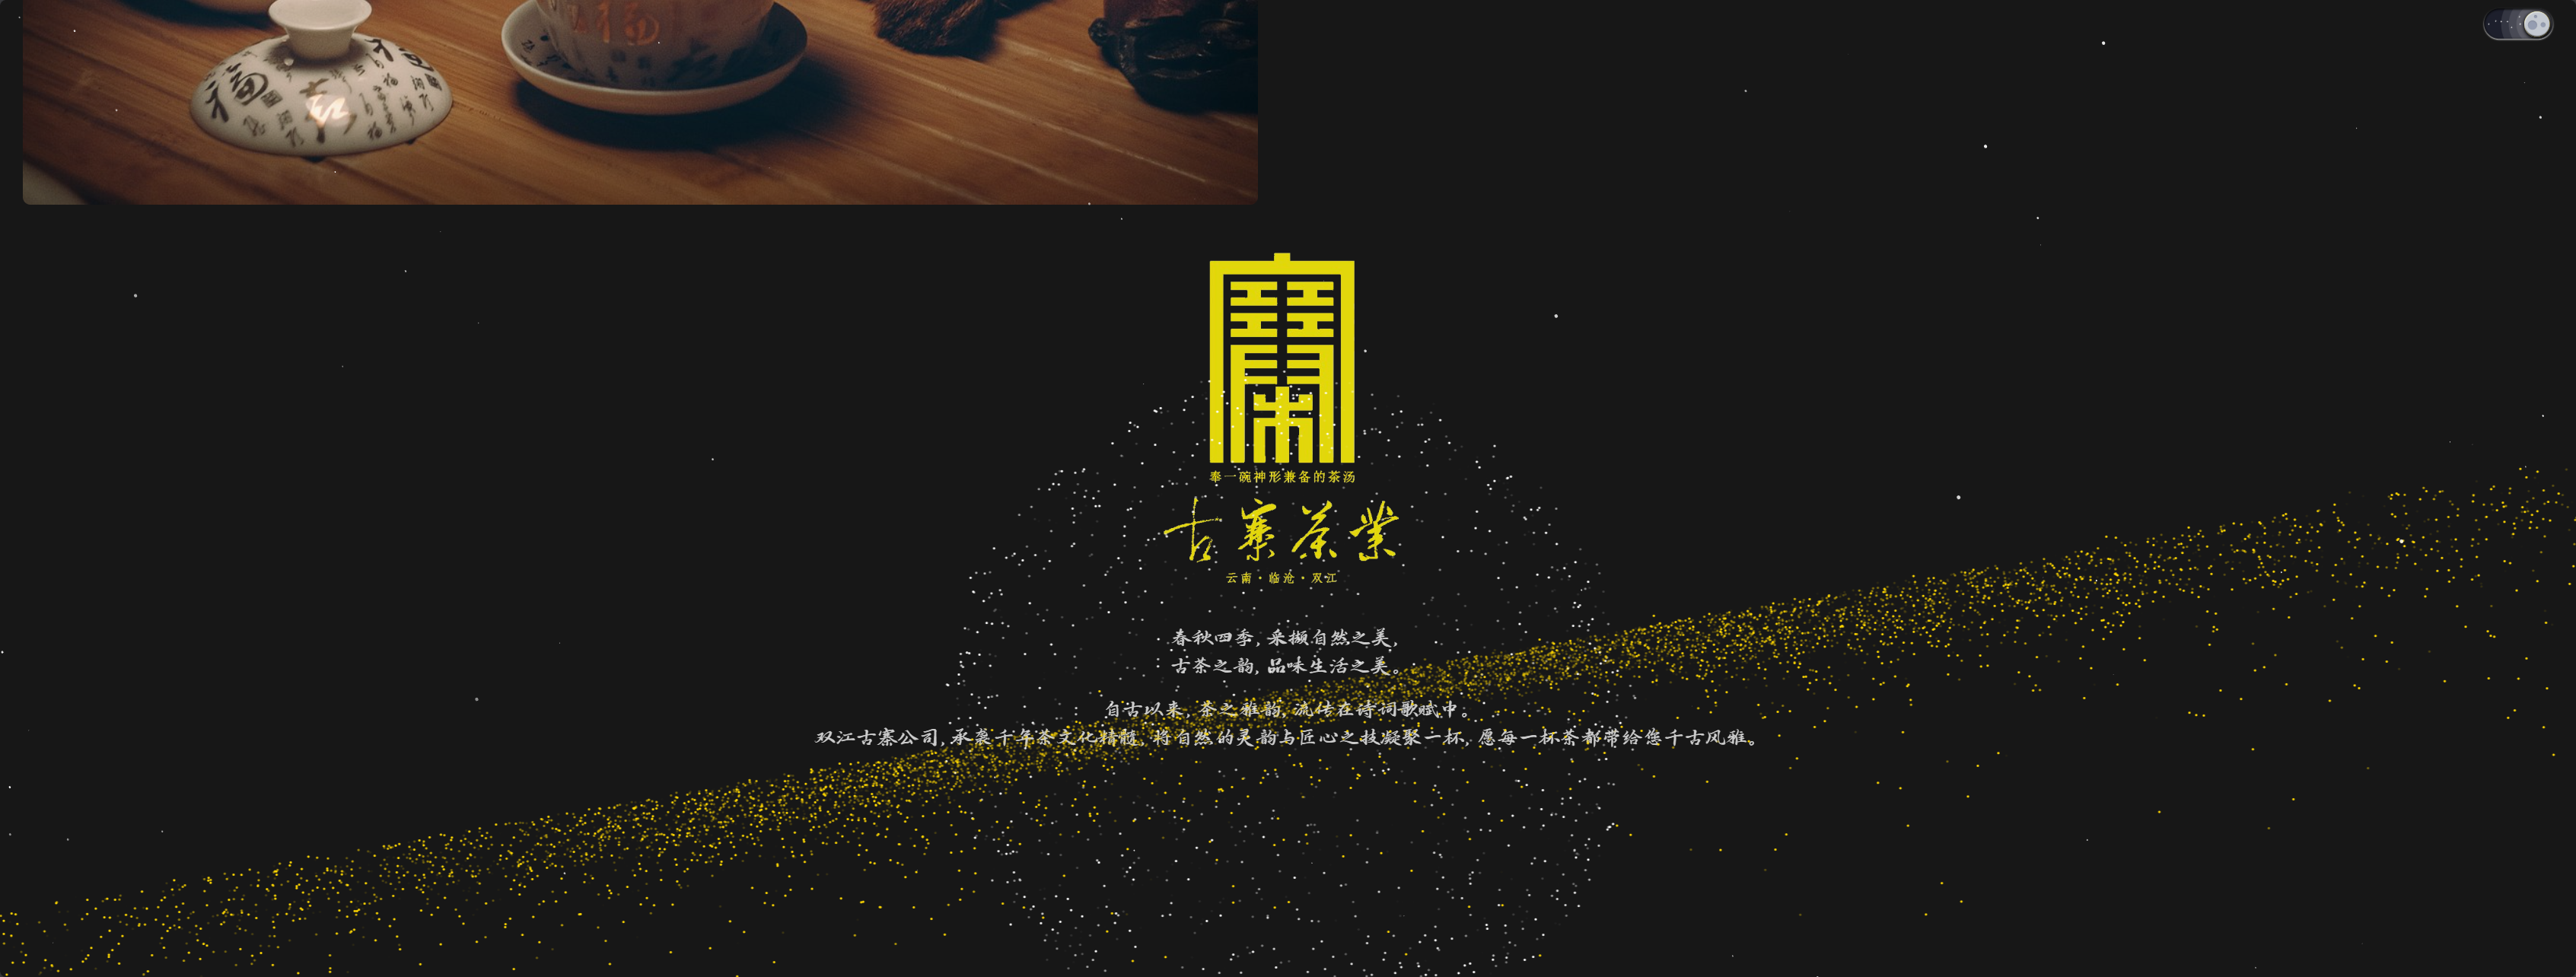 福
奉一碗神形兼备的茶汤
古寨茶業
云南·临沧·双江
春秋四季, 采撷自然之美,
古茶之韵, 品味生活之美。
自古以来, 茶之雅韵, 流传在诗词歌赋中。
双江古寨公司, 承袭千年茶文化精髓, 将自然的灵韵与匠心之技凝聚一杯, 愿每一杯茶都带给您千古风雅。